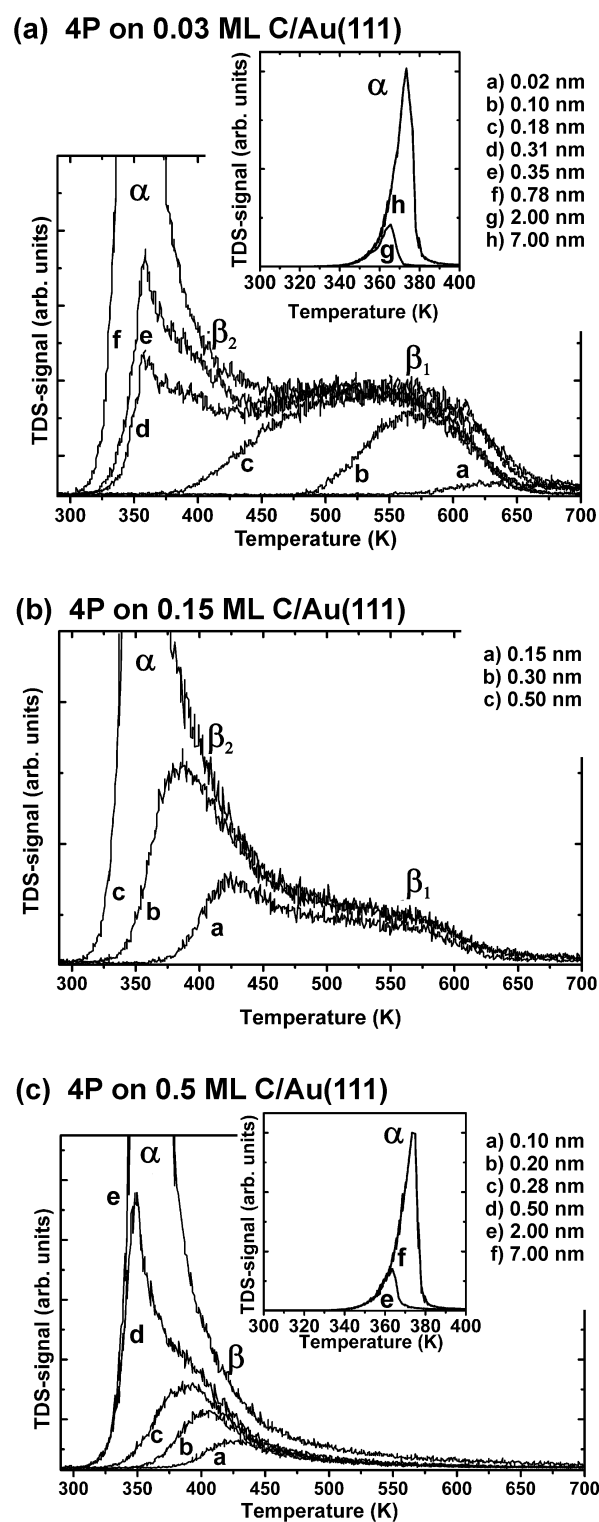 (a) 4P on 0.03 ML C/Au(111)
TDS-signal (arb. units)
α
h
g
300 320 340 360 380 400
Temperature (K)
a) 0.02 nm
b) 0.10 nm
c) 0.18 nm
d) 0.31 nm
e) 0.35 nm
f) 0.78 nm
g) 2.00 nm
h) 7.00 nm
TDS-signal (arb. units)
α
f
e
d
β2
c
b
β1
a
300 350 400 450 500 550 600 650 700
Temperature (K)
(b) 4P on 0.15 ML C/Au(111)
a) 0.15 nm
b) 0.30 nm
c) 0.50 nm
TDS-signal (arb. units)
α
β2
β1
c
b
a
300 350 400 450 500 550 600 650 700
Temperature (K)
(c) 4P on 0.5 ML C/Au(111)
TDS-signal (arb. units)
α
f
e
300 320 340 360 380 400
Temperature (K)
a) 0.10 nm
b) 0.20 nm
c) 0.28 nm
d) 0.50 nm
e) 2.00 nm
f) 7.00 nm
TDS-signal (arb. units)
α
e
d
β
c
b
a
300 350 400 450 500 550 600 650 700
Temperature (K)